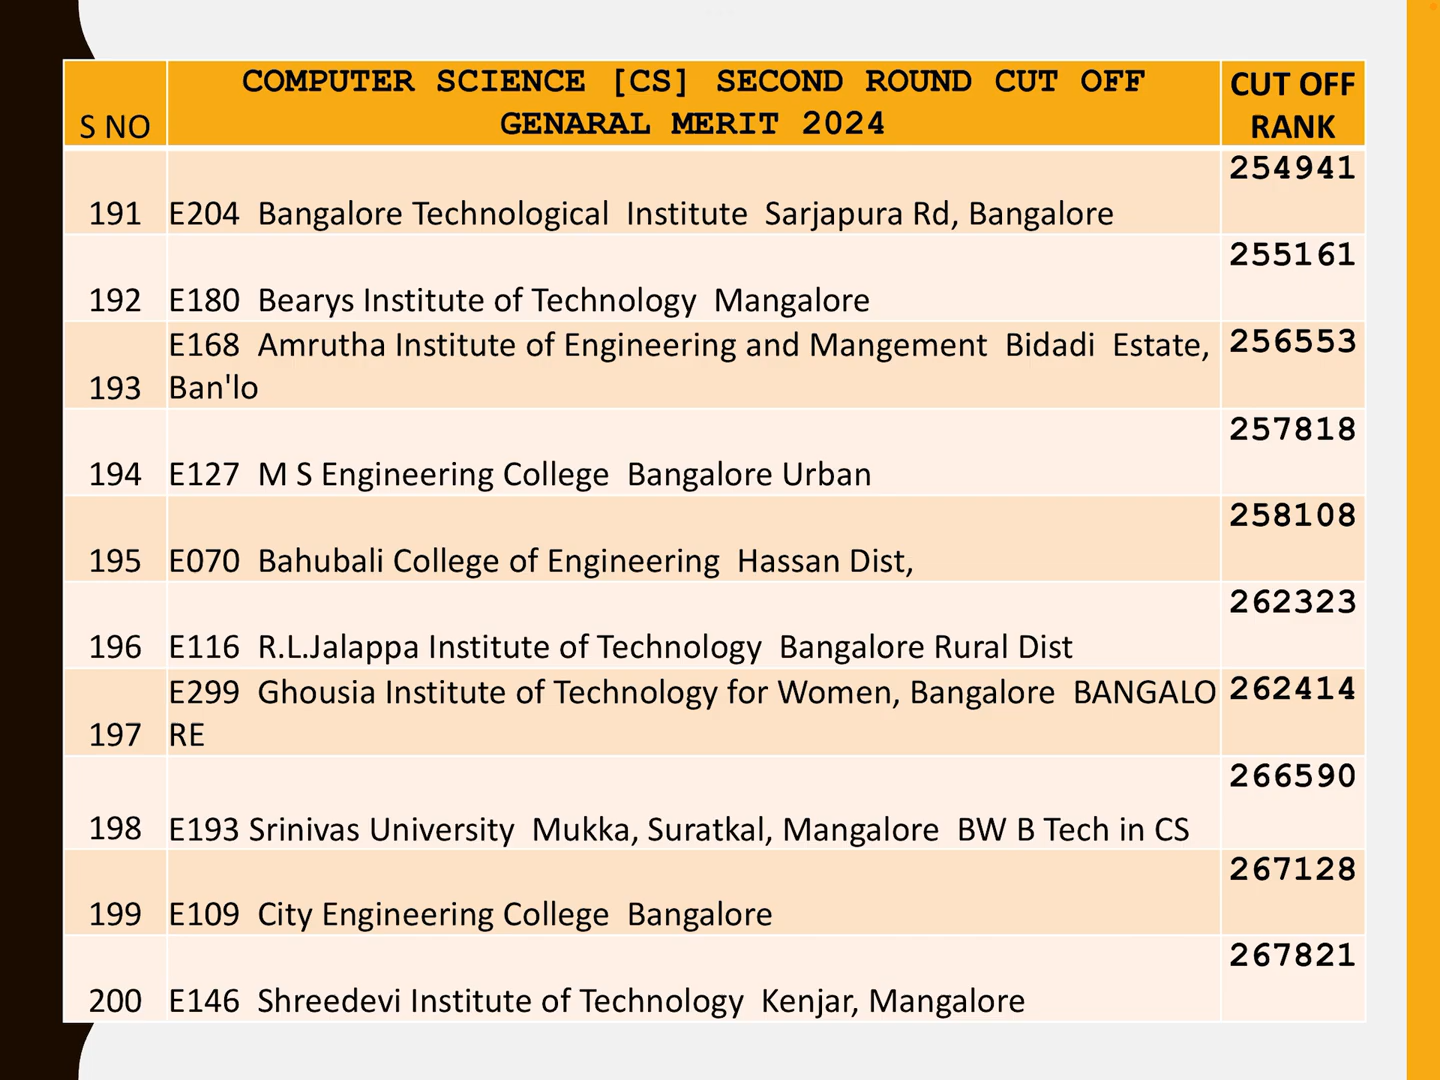 S NO COMPUTER SCIENCE [CS] SECOND ROUND CUT OFF GENARAL MERIT 2024 CUT OFF RANK
191 E204 Bangalore Technological Institute Sarjapura Rd, Bangalore 254941
192 E180 Bearys Institute of Technology Mangalore 255161
193 E168 Amrutha Institute of Engineering and Mangement Bidadi Estate, Ban'lo 256553
194 E127 M S Engineering College Bangalore Urban 257818
195 E070 Bahubali College of Engineering Hassan Dist, 258108
196 E116 R.L.Jalappa Institute of Technology Bangalore Rural Dist 262323
197 E299 Ghousia Institute of Technology for Women, Bangalore BANGALORE 262414
198 E193 Srinivas University Mukka, Suratkal, Mangalore BW B Tech in CS 266590
199 E109 City Engineering College Bangalore 267128
200 E146 Shreedevi Institute of Technology Kenjar, Mangalore 267821